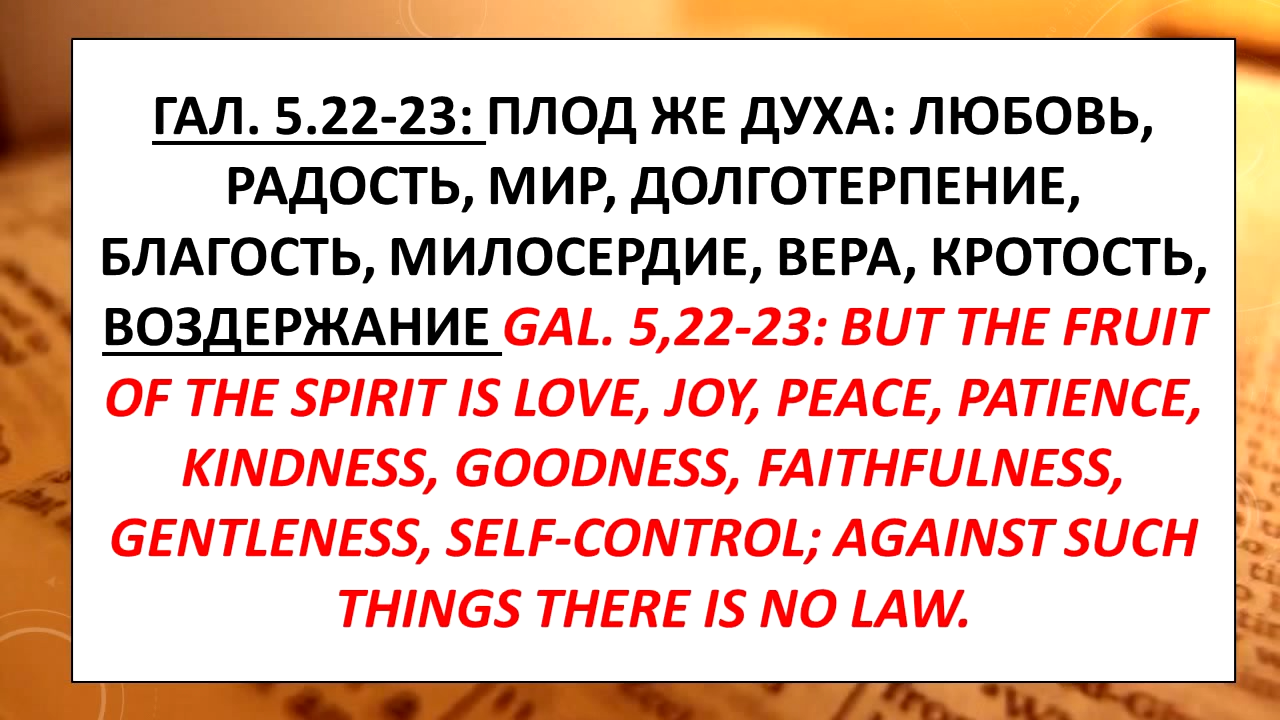 ГАЛ. 5.22-23: ПЛОД ЖЕ ДУХА: ЛЮБОВЬ,
РАДОСТЬ, МИР, ДОЛГОТЕРПЕНИЕ,
БЛАГОСТЬ, МИЛОСЕРДИЕ, ВЕРА, КРОТОСТЬ,
ВОЗДЕРЖАНИЕ GAL. 5,22-23: BUT THE FRUIT
OF THE SPIRIT IS LOVE, JOY, PEACE, PATIENCE,
KINDNESS, GOODNESS, FAITHFULNESS,
GENTLENESS, SELF-CONTROL; AGAINST SUCH
THINGS THERE IS NO LAW.